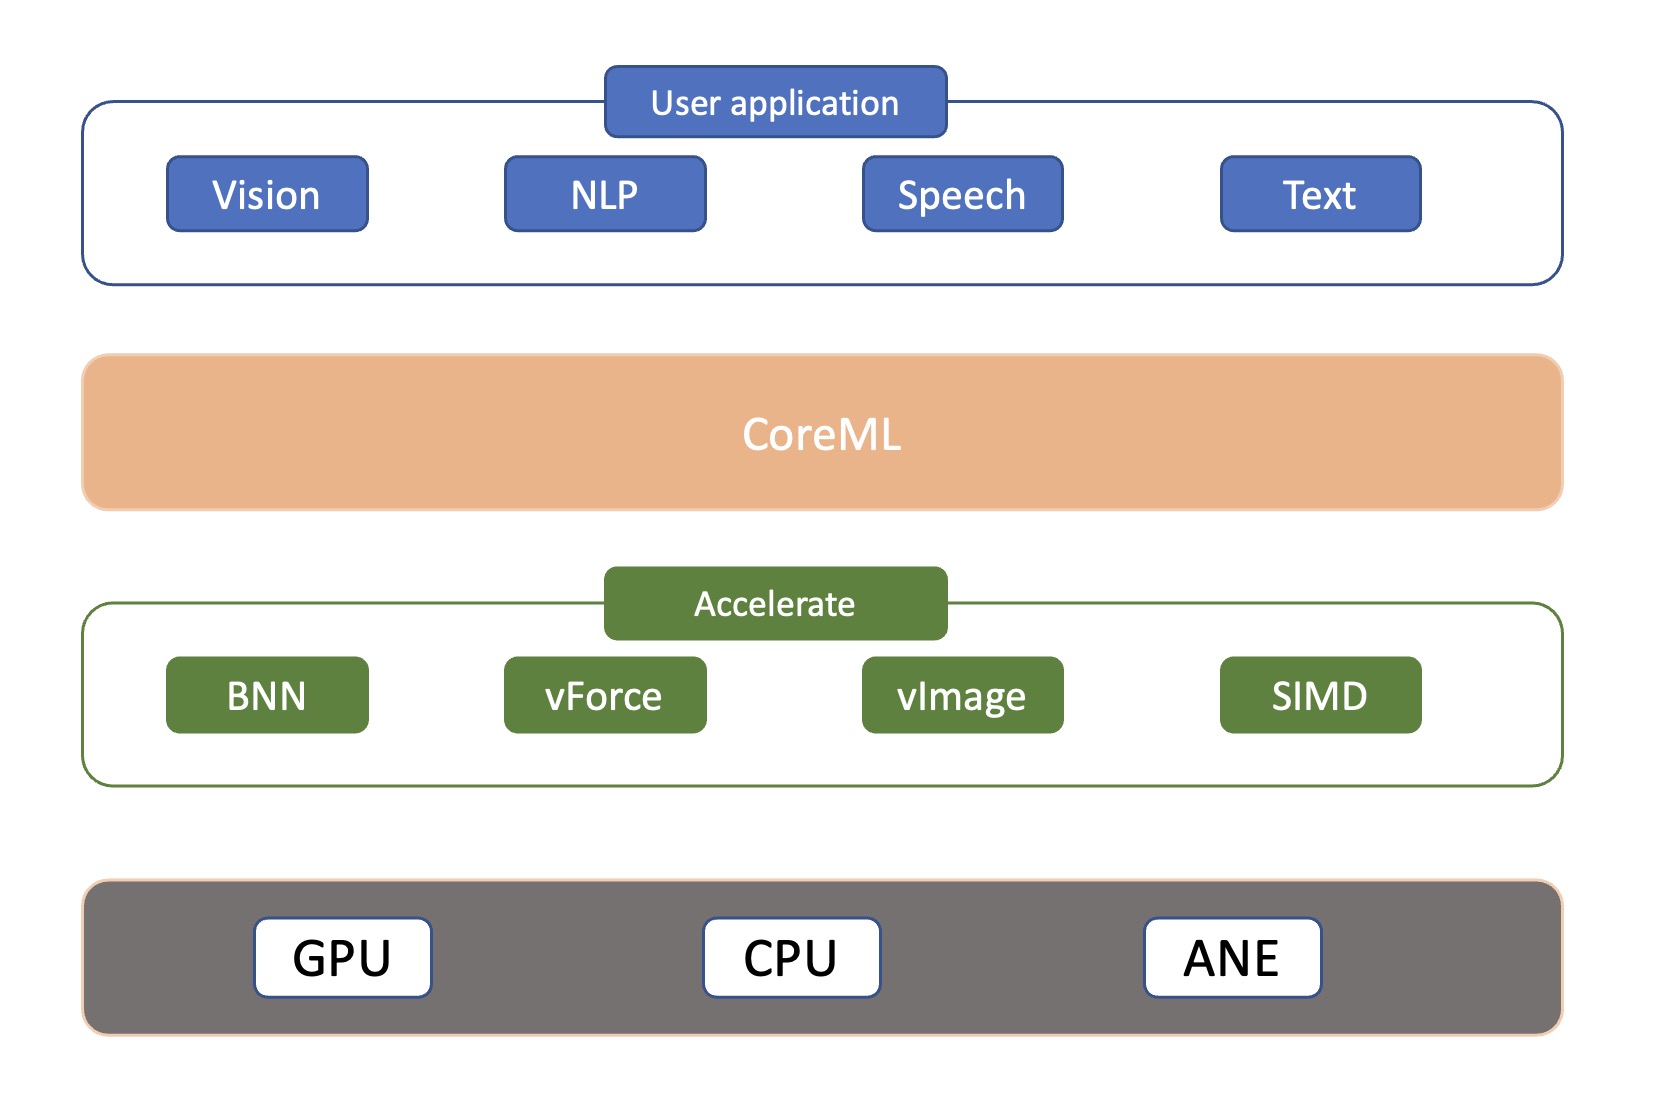 User application
Vision NLP Speech Text
CoreML
Accelerate
BNN vForce vImage SIMD
GPU CPU ANE